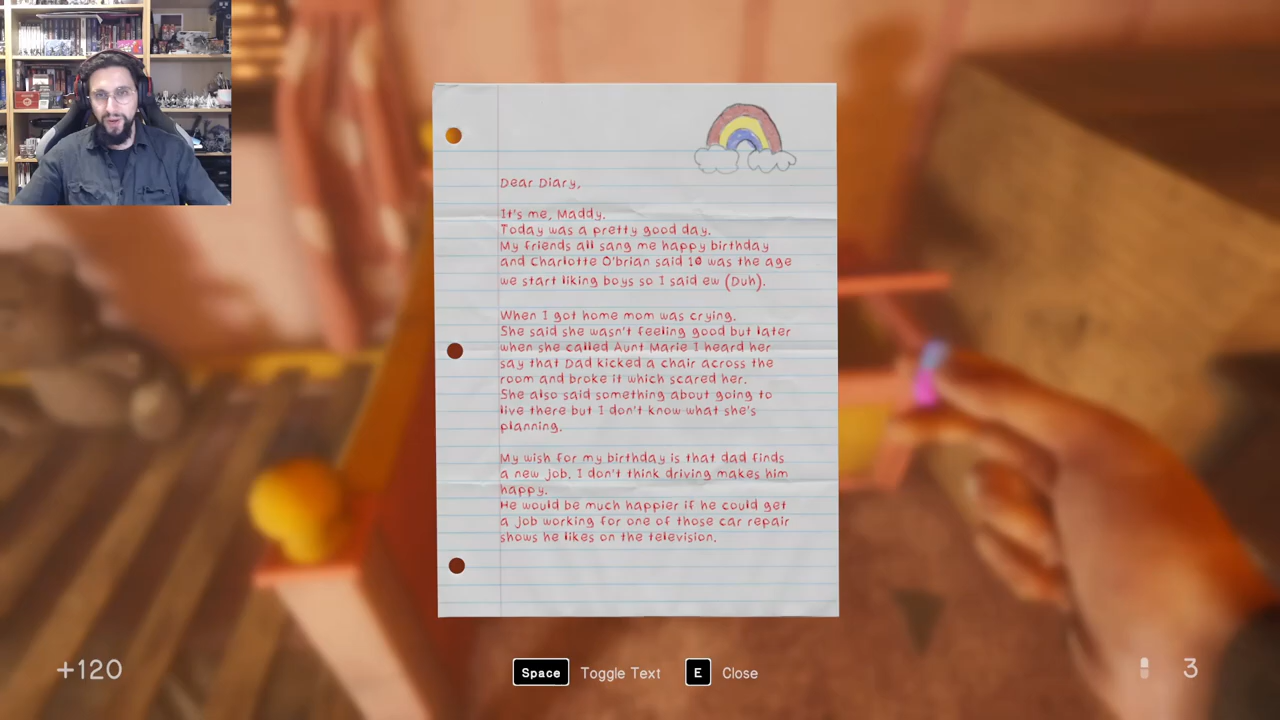 Dear Diary,
It's me, Maddy.
Today was a pretty good day.
My friends all sang me happy birthday
and Charlotte O'brian said 10 was the age
we start liking boys so I said ew (Duh).
When I got home mom was crying.
She said she wasn't feeling good but later
when she called Aunt Marie I heard her
say that Dad kicked a chair across the
room and broke it which scared her.
She also said something about going to
live there but I don't know what she's
planning.
My wish for my birthday is that dad finds
a new job, I don't think driving makes him
happy.
He would be much happier if he could get
a job working for one of those car repair
shows he likes on the television.
+120
Space Toggle Text E Close
3